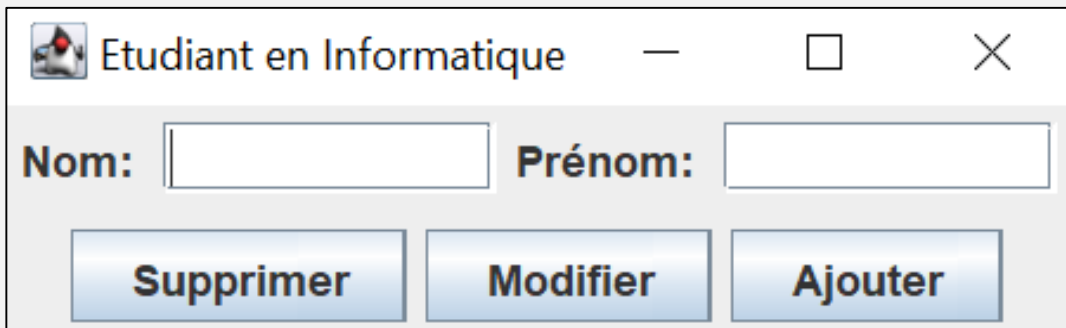 Etudiant en Informatique
Nom: Prénom:
Supprimer Modifier Ajouter